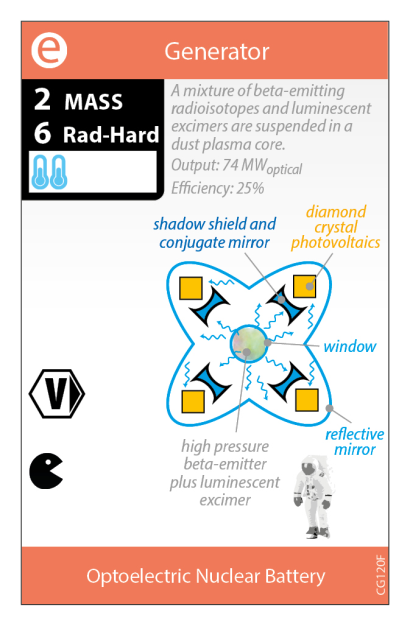 e
Generator
2 MASS
6 Rad-Hard
A mixture of beta-emitting
radioisotopes and luminescent
excimers are suspended in a
dust plasma core.
Output: 74 MWoptical
Efficiency: 25%
shadow shield and
conjugate mirror
diamond
crystal
photovoltaics
window
V
reflective
mirror
high pressure
beta-emitter
plus luminescent
excimer
Optoelectric Nuclear Battery
CG120F